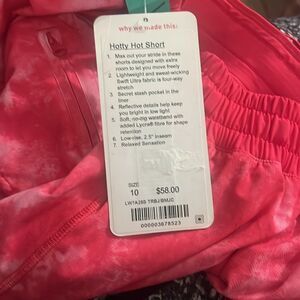 why we made this:
Hotty Hot Short
1. Max out your stride in these
shorts designed with extra
room to let you move freely
2. Lightweight and sweat-wicking
Swift Ultra fabric is four-way
stretch
3. Secret stash pocket in the
liner
4. Reflective details help keep
you bright in low light
5. Soft, no-dig waistband with
added Lycra® fibre for shape
retention
6. Low-rise, 2.5" inseam
7. Relaxed Sensation
SIZE
10 $58.00
LW7A28S TRBJ/BMJC
000003678523